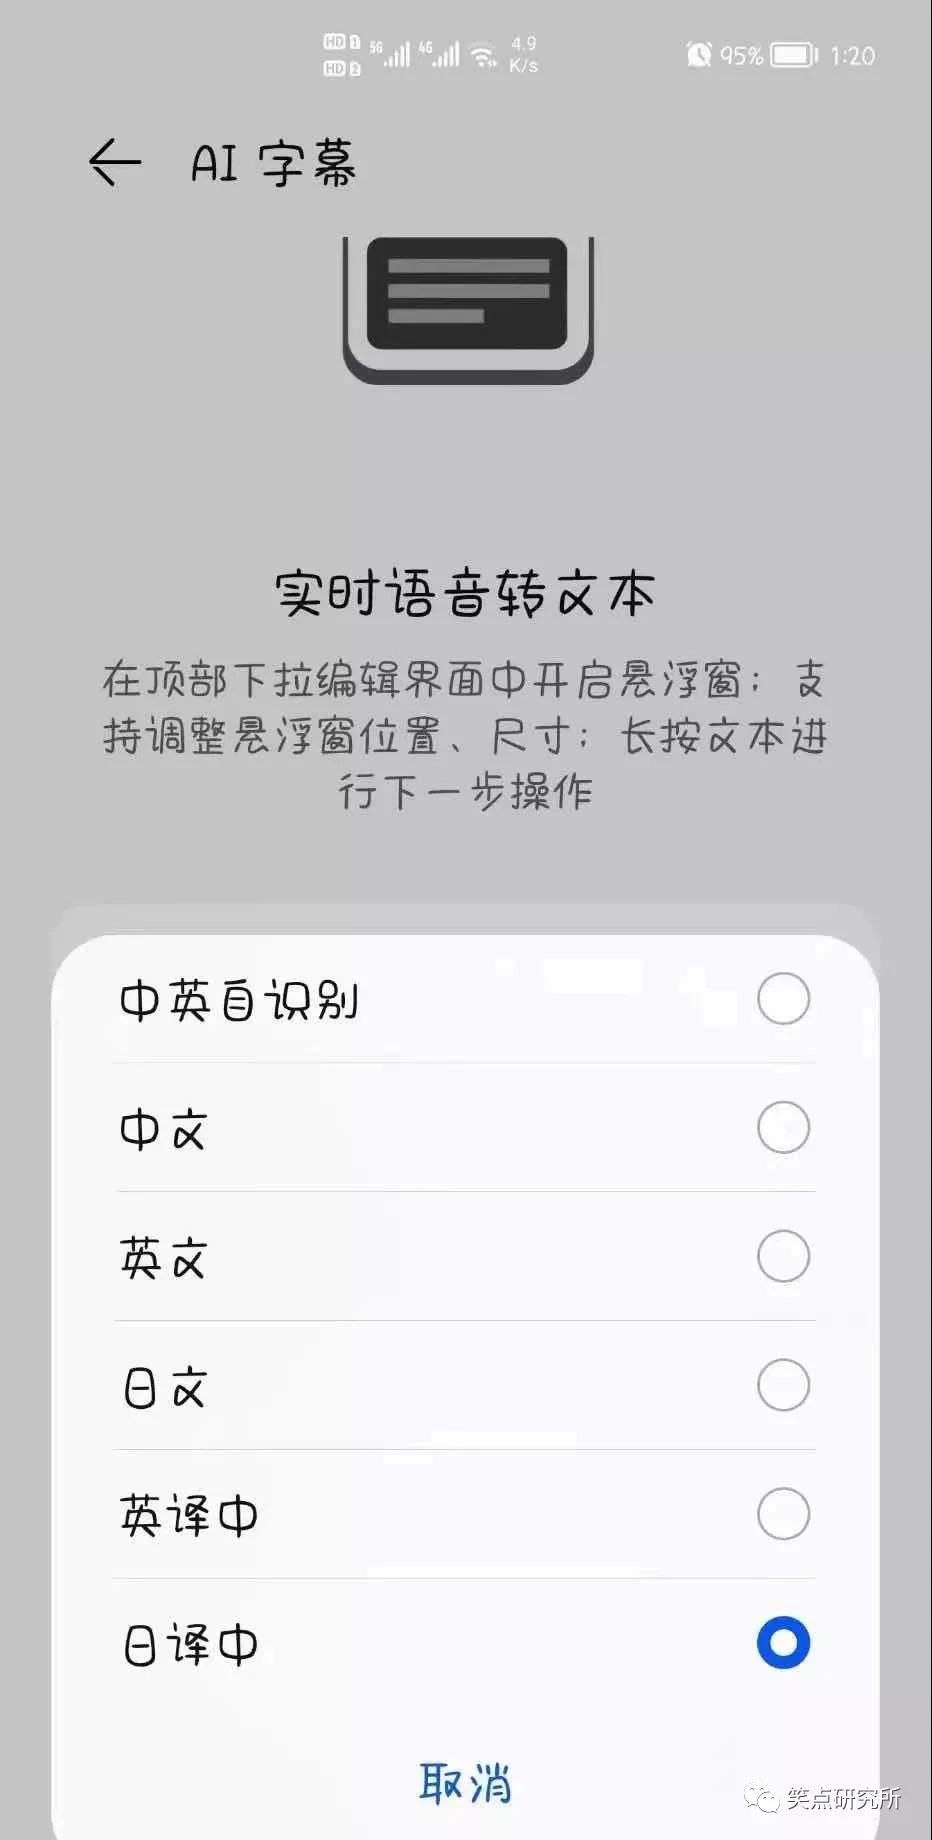 HD 1 5G 4G 4.9 95% 1:20
HD 2 K/s
AI 字幕
实时语音转文本
在顶部下拉编辑界面中开启悬浮窗；支
持调整悬浮窗位置、尺寸；长按文本进
行下一步操作
中英自识别
中文
英文
日文
英译中
日译中
取消
笑点研究所